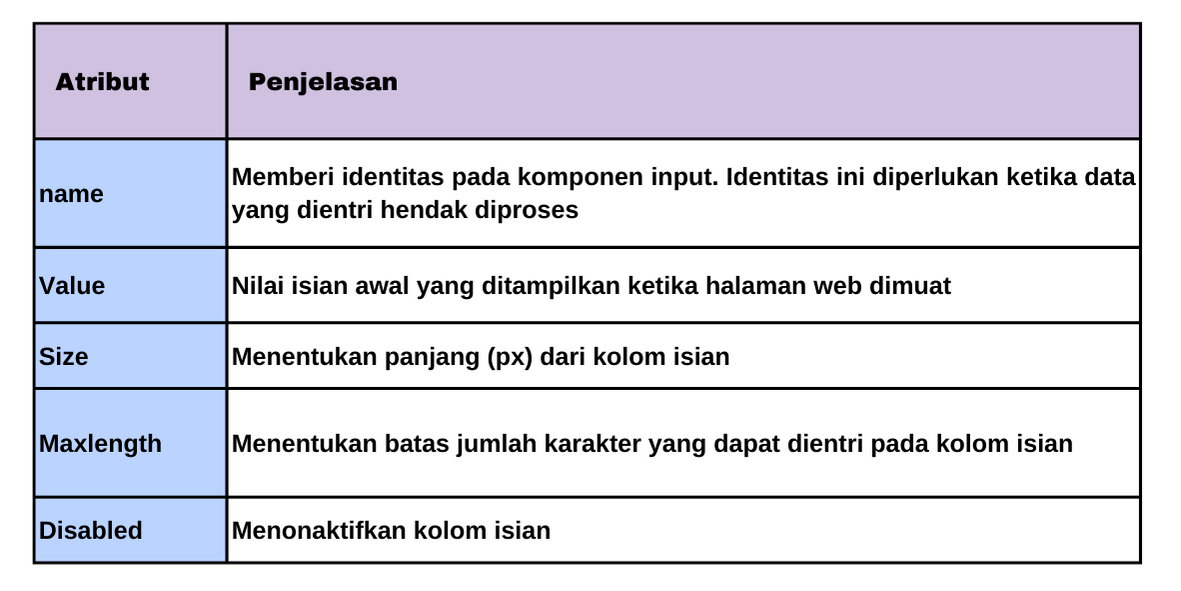 Atribut
Penjelasan
name
Memberi identitas pada komponen input. Identitas ini diperlukan ketika data
yang dientri hendak diproses
Value
Nilai isian awal yang ditampilkan ketika halaman web dimuat
Size
Menentukan panjang (px) dari kolom isian
Maxlength
Menentukan batas jumlah karakter yang dapat dientri pada kolom isian
Disabled
Menonaktifkan kolom isian